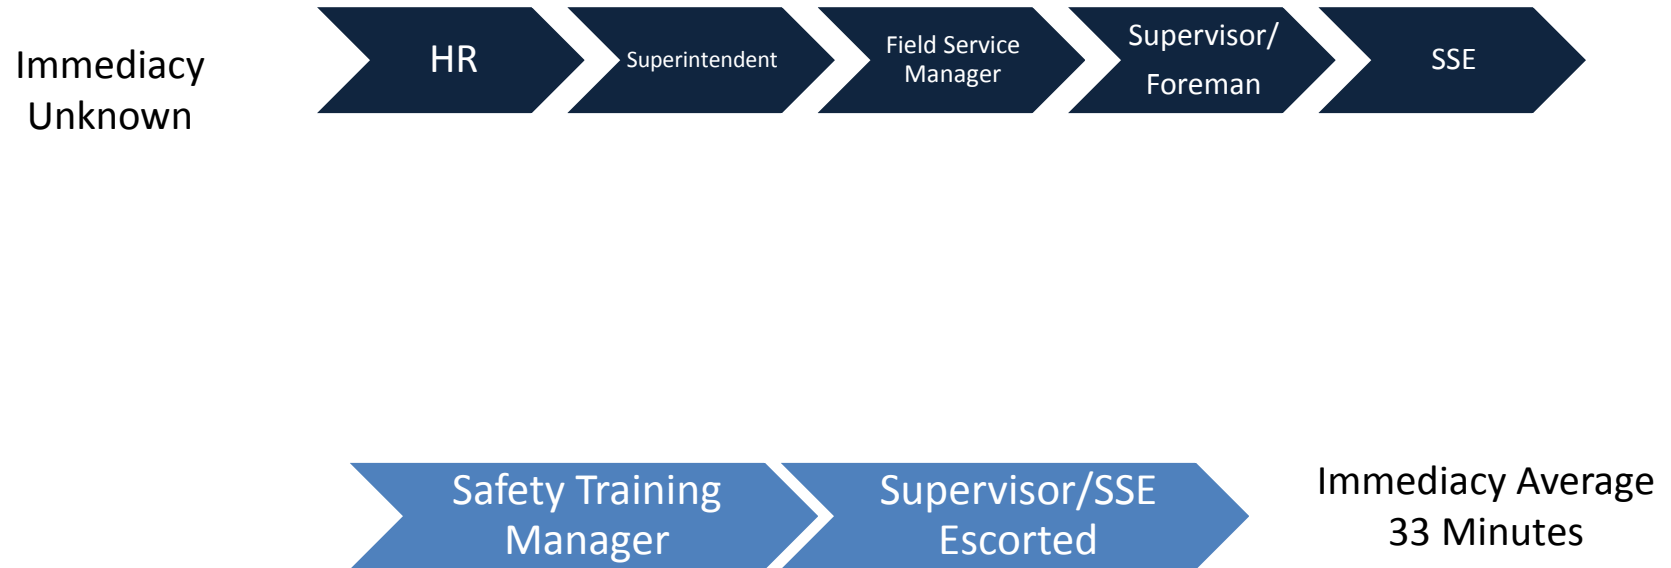 Immediacy
Unknown
HR
Superintendent
Field Service
Manager
Supervisor/
Foreman
SSE
Safety Training
Manager
Supervisor/SSE
Escorted
Immediacy Average
33 Minutes